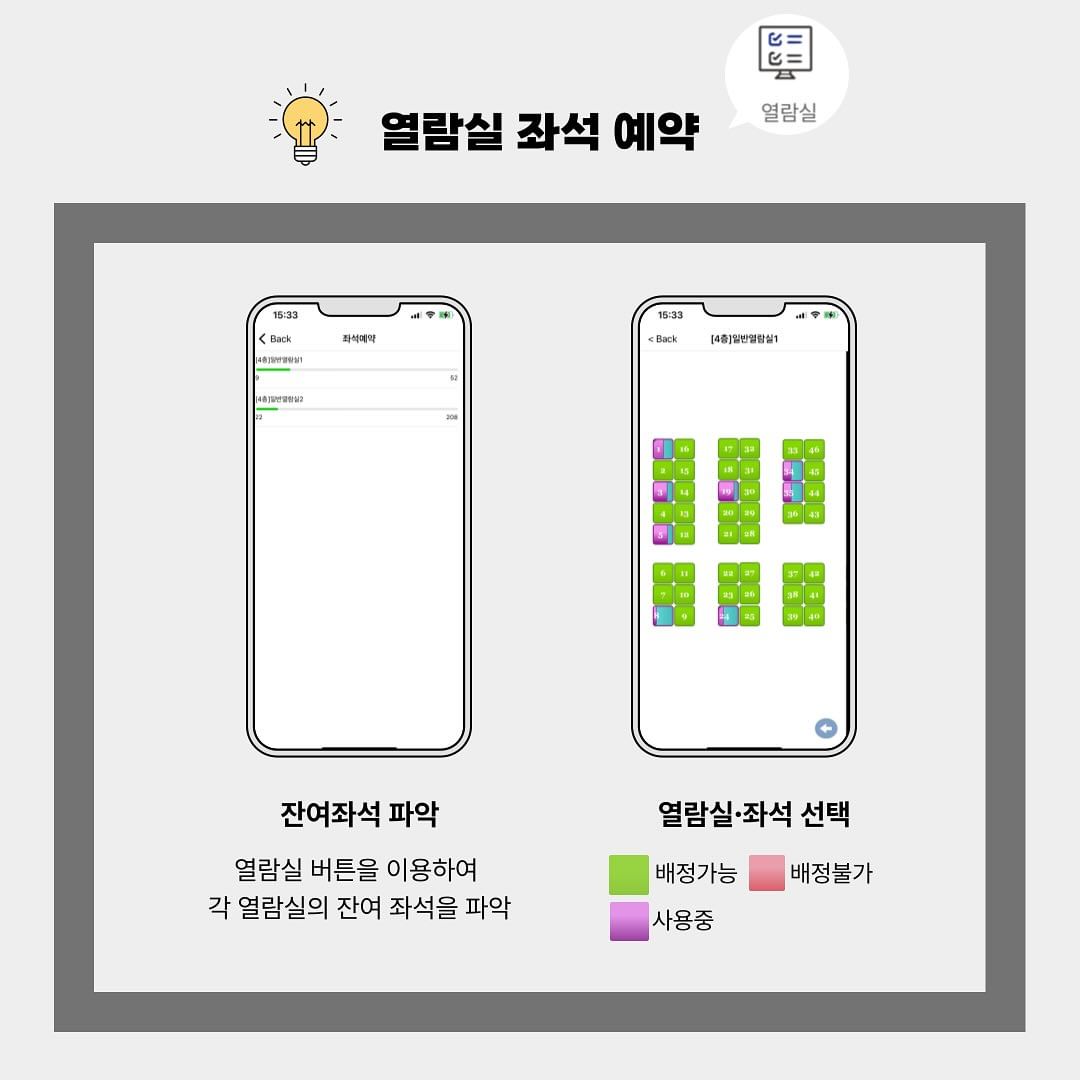 열람실
열람실 좌석 예약
15:33
Back
좌석예약
[4층]일반열람실1
9 52
[4층]일반열람실2
22 208
15:33
< Back
[4층]일반열람실1
1 16 17 32 33 46
2 15 18 31 34 45
3 14 19 30 35 44
4 13 20 29 36 43
5 12 21 28
6 11 22 27 37 42
7 10 23 26 38 41
8 9 24 25 39 40
잔여좌석 파악
열람실 버튼을 이용하여
각 열람실의 잔여 좌석을 파악
열람실·좌석 선택
배정가능 배정불가
사용중